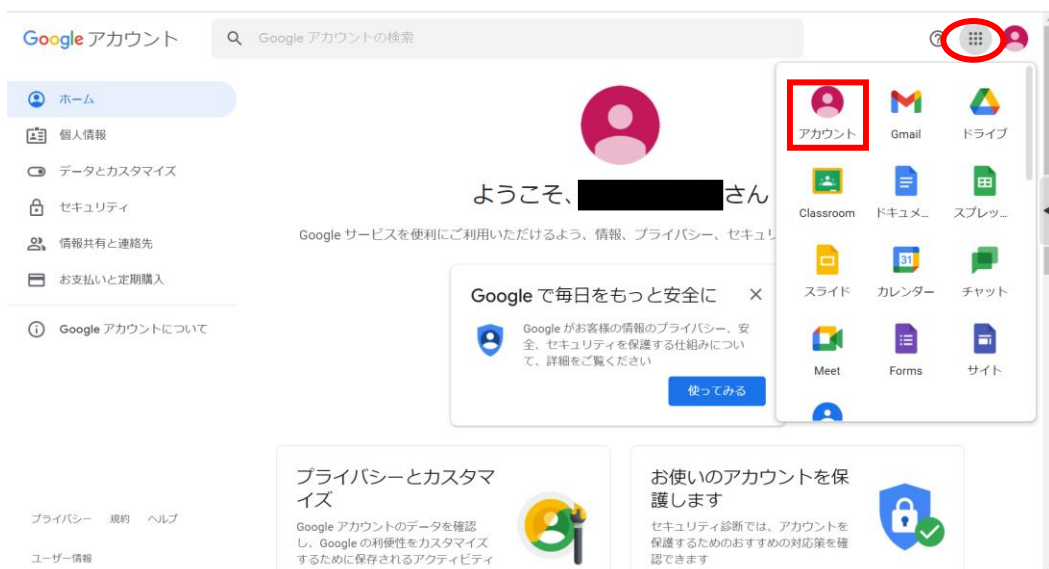 Google アカウント
Google アカウントの検索
ホーム
個人情報
データとカスタマイズ
セキュリティ
情報共有と連絡先
お支払いと定期購入
Google アカウントについて
プライバシー 規約 ヘルプ
ユーザー情報
ようこそ、 さん
Google サービスを便利にご利用いただけるよう、情報、プライバシー、セキュリ
Google で毎日をもっと安全に
Google がお客様の情報のプライバシー、安
全、セキュリティを保護する仕組みについ
て、詳細をご覧ください
使ってみる
プライバシーとカスタマ
イズ
Google アカウントのデータを確認
し、Google の利便性をカスタマイズ
するために保存されるアクティビティ
お使いのアカウントを保
護します
セキュリティ診断では、アカウントを
保護するためのおすすめの対応策を確
認できます
アカウント Gmail ドライブ
Classroom ドキュメ... スプレッ...
31
スライド カレンダー チャット
Meet Forms サイト